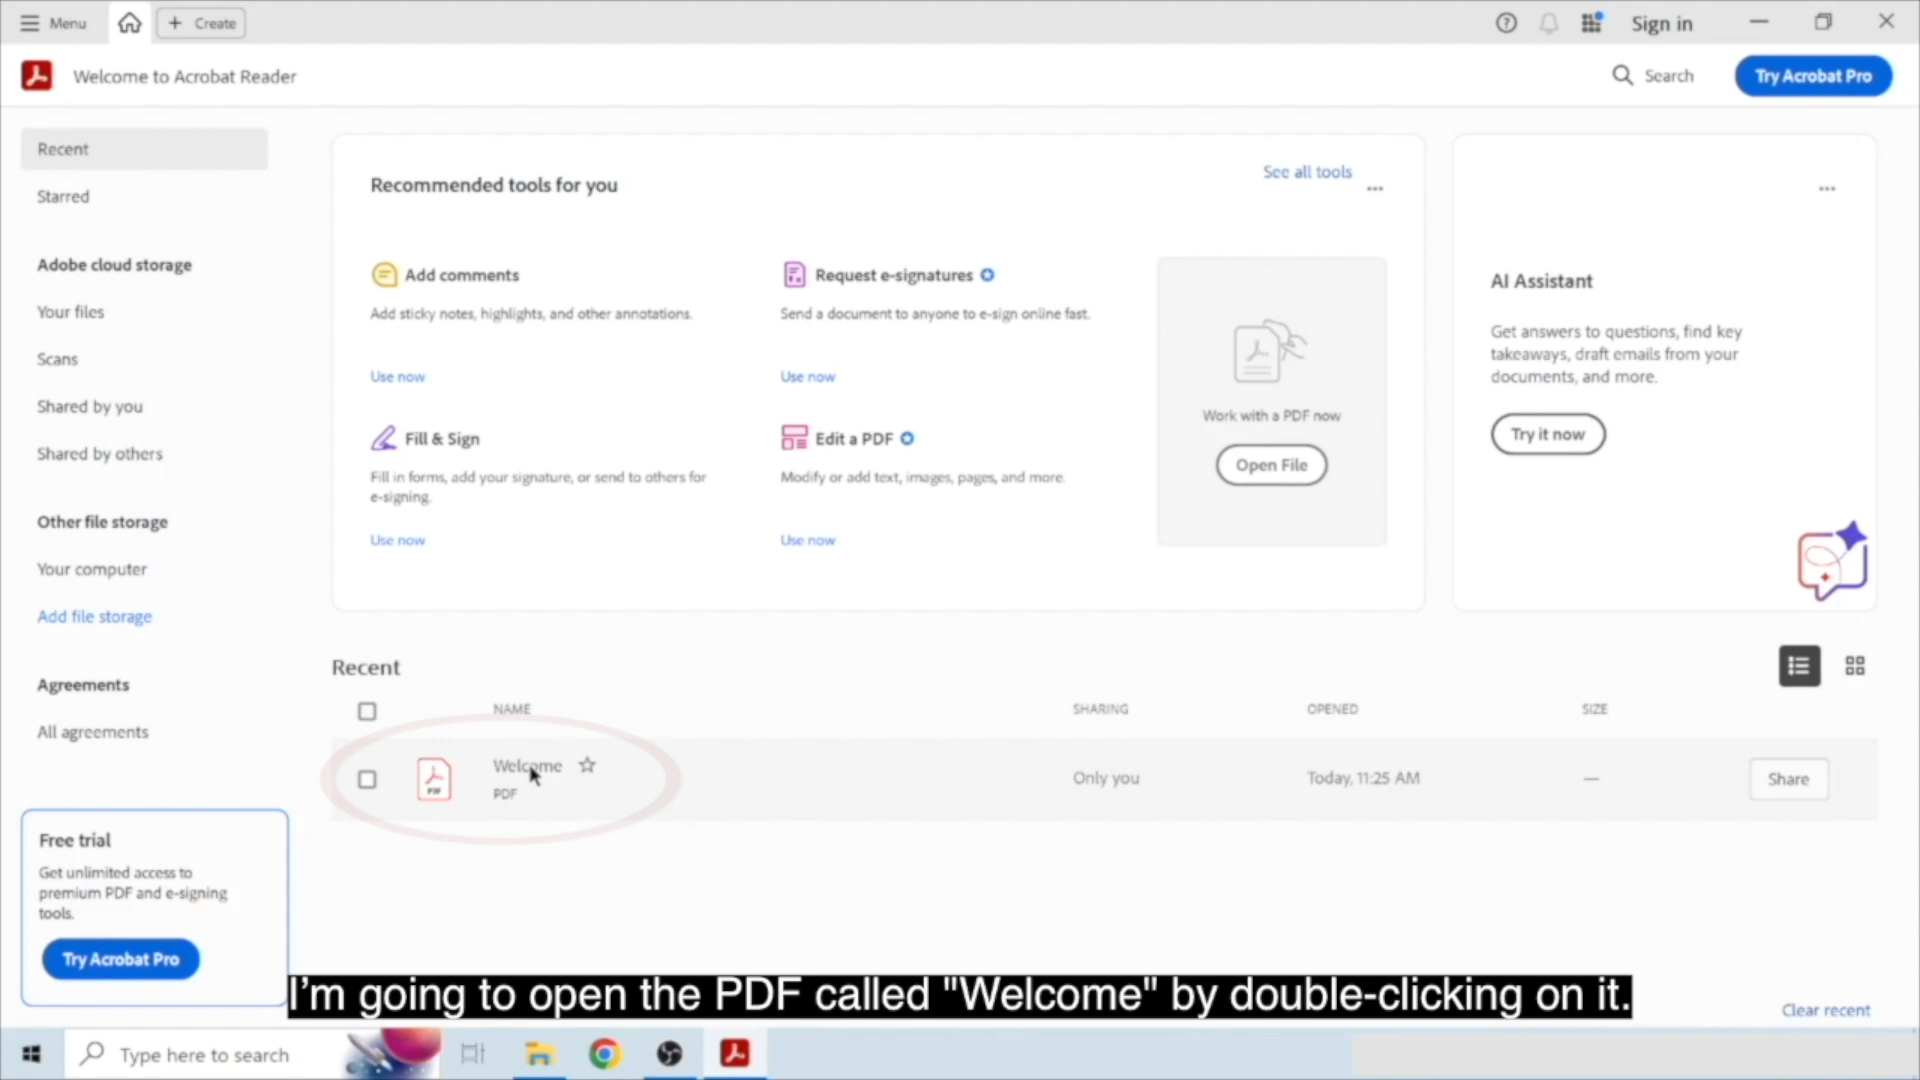 Menu
Create
Sign in
Welcome to Acrobat Reader
Search
Try Acrobat Pro
Recent
Starred
Adobe cloud storage
Your files
Scans
Shared by you
Shared by others
Other file storage
Your computer
Add file storage
Agreements
All agreements
Free trial
Get unlimited access to
premium PDF and e-signing
tools.
Try Acrobat Pro
Recommended tools for you
See all tools
Add comments
Add sticky notes, highlights, and other annotations.
Use now
Request e-signatures
Send a document to anyone to e-sign online fast.
Use now
Fill & Sign
Fill in forms, add your signature, or send to others for
e-signing.
Use now
Edit a PDF
Modify or add text, images, pages, and more.
Use now
Work with a PDF now
Open File
AI Assistant
Get answers to questions, find key
takeaways, draft emails from your
documents, and more.
Try it now
Recent
NAME SHARING OPENED SIZE
PDF
Welcome
PDF
Only you
Today, 11:25 AM
—
Share
I'm going to open the PDF called "Welcome" by double-clicking on it.
Clear recent
Type here to search